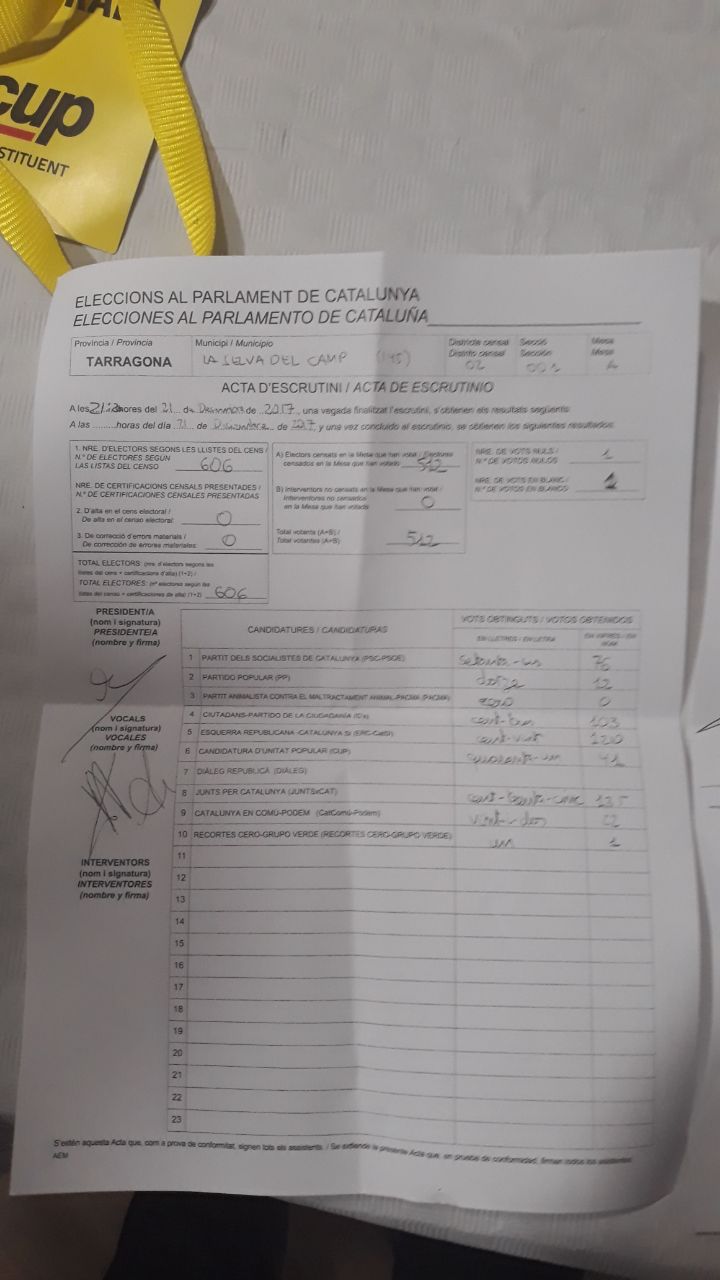 cup
STITUENT
ELECCIONS AL PARLAMENT DE CATALUNYA
ELECCIONES AL PARLAMENTO DE CATALUÑA
Provincia / Provincia
TARRAGONA
Municipi / Municipio
LA SELVA DEL CAMP (145)
Districte censal
Distrito censal
02
Secció
Sección
001
Mesa
Mesa
A
ACTA D'ESCRUTINI / ACTA DE ESCRUTINIO
A les hores del 21 de de 2017, una vegada finalitzat l'escrutini, s'obtenen els resultats següents:
A las ........horas del día 21 de de 2017 y una vez concluido el escrutinio, se obtienen los siguientes resultados:
1. NRE. D'ELECTORS SEGONS LES LLISTES DEL CENS /
N.º DE ELECTORES SEGÚN
LAS LISTAS DEL CENSO 606
NRE. DE CERTIFICACIONS CENSALS PRESENTADES /
N.º DE CERTIFICACIONES CENSALES PRESENTADAS
2. D'alta en el cens electoral /
De alta en el censo electoral: 0
3. De correcció d'errors materials /
De corrección de errores materiales: 0
TOTAL ELECTORS: (nre. d'electors segons les
llistes del cens + certificacions d'alta) (1+2) /
TOTAL ELECTORES: (nº electores según las
listas del censo + certificaciones de alta) (1+2) 606
A) Electors censats en la Mesa que han votat / Electores
censados en la Mesa que han votado 512
B) Interventors no censats en la Mesa que han votat /
Interventores no censados
en la Mesa que han votado 0
Total votants (A+B) /
Total votantes (A+B) 512
NRE. DE VOTS NULS /
N.º DE VOTOS NULOS 1
NRE. DE VOTS EN BLANC /
N.º DE VOTOS EN BLANCO
PRESIDENT/A
(nom i signatura)
PRESIDENTE/A
(nombre y firma)
VOCALS
(nom i signatura)
VOCALES
(nombre y firma)
INTERVENTORS
(nom i signatura)
INTERVENTORES
(nombre y firma)
CANDIDATURES / CANDIDATURAS
VOTS OBTINGUTS / VOTOS OBTENIDOS
EN LLETRES / EN LETRA
1 PARTIT DELS SOCIALISTES DE CATALUNYA (PSC-PSOE)
2 PARTIDO POPULAR (PP) dotze 12
3 PARTIT ANIMALISTA CONTRA EL MALTRACTAMENT ANIMAL-PACMA (PACMA) zero 0
4 CIUTADANS-PARTIDO DE LA CIUDADANÍA (C's) cent-tres 103
5 ESQUERRA REPUBLICANA -CATALUNYA SÍ (ERC-CatSí) cent-vint 120
6 CANDIDATURA D'UNITAT POPULAR (CUP) quaranta-un 41
7 DIÀLEG REPUBLICÀ (DIÀLEG)
8 JUNTS PER CATALUNYA (JUNTSxCAT) cent-trenta-cinc 135
9 CATALUNYA EN COMÚ-PODEM (CatComú-Podem) vint-i-dos 22
10 RECORTES CERO-GRUPO VERDE (RECORTES CERO-GRUPO VERDE) un 1
11
12
13
14
15
16
17
18
19
20
21
22
23
S'estén aquesta Acta que, com a prova de conformitat, signen tots els assistents. / Se extiende la presente Acta que, en prueba de conformidad, firman todos los asistentes.
AEM